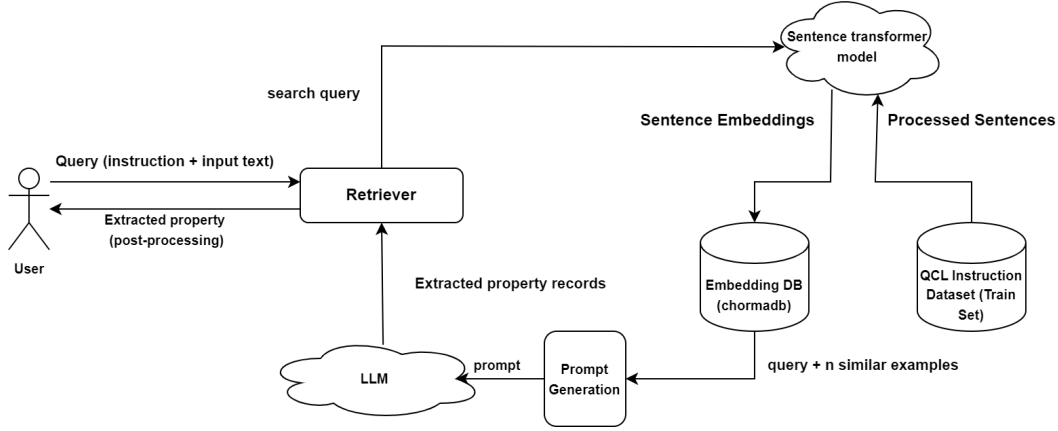 Sentence transformer
model
search query
Sentence Embeddings
Processed Sentences
Query (instruction + input text)
Retriever
Extracted property
(post-processing)
User
Extracted property records
Embedding DB
(chormadb)
QCL Instruction
Dataset (Train
Set)
LLM
prompt
Prompt
Generation
query + n similar examples